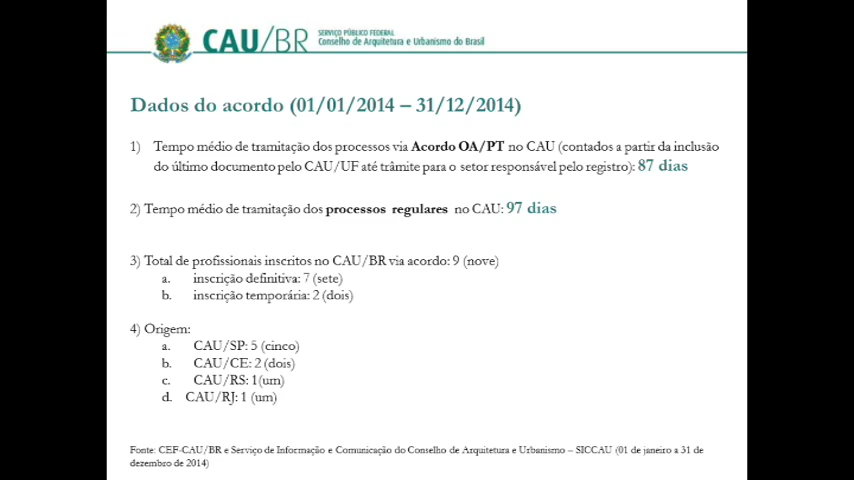 CAU/BR SERVIÇO PÚBLICO FEDERAL
Conselho de Arquitetura e Urbanismo do Brasil
Dados do acordo (01/01/2014 – 31/12/2014)
1) Tempo médio de tramitação dos processos via Acordo OA/PT no CAU (contados a partir da inclusão
do último documento pelo CAU/UF até trâmite para o setor responsável pelo registro): 87 dias
2) Tempo médio de tramitação dos processos regulares no CAU: 97 dias
3) Total de profissionais inscritos no CAU/BR via acordo: 9 (nove)
a. inscrição definitiva: 7 (sete)
b. inscrição temporária: 2 (dois)
4) Origem:
a. CAU/SP: 5 (cinco)
b. CAU/CE: 2 (dois)
c. CAU/RS: 1(um)
d. CAU/RJ: 1 (um)
Fonte: CEF-CAU/BR e Serviço de Informação e Comunicação do Conselho de Arquitetura e Urbanismo – SICCAU (01 de janeiro a 31 de
dezembro de 2014)